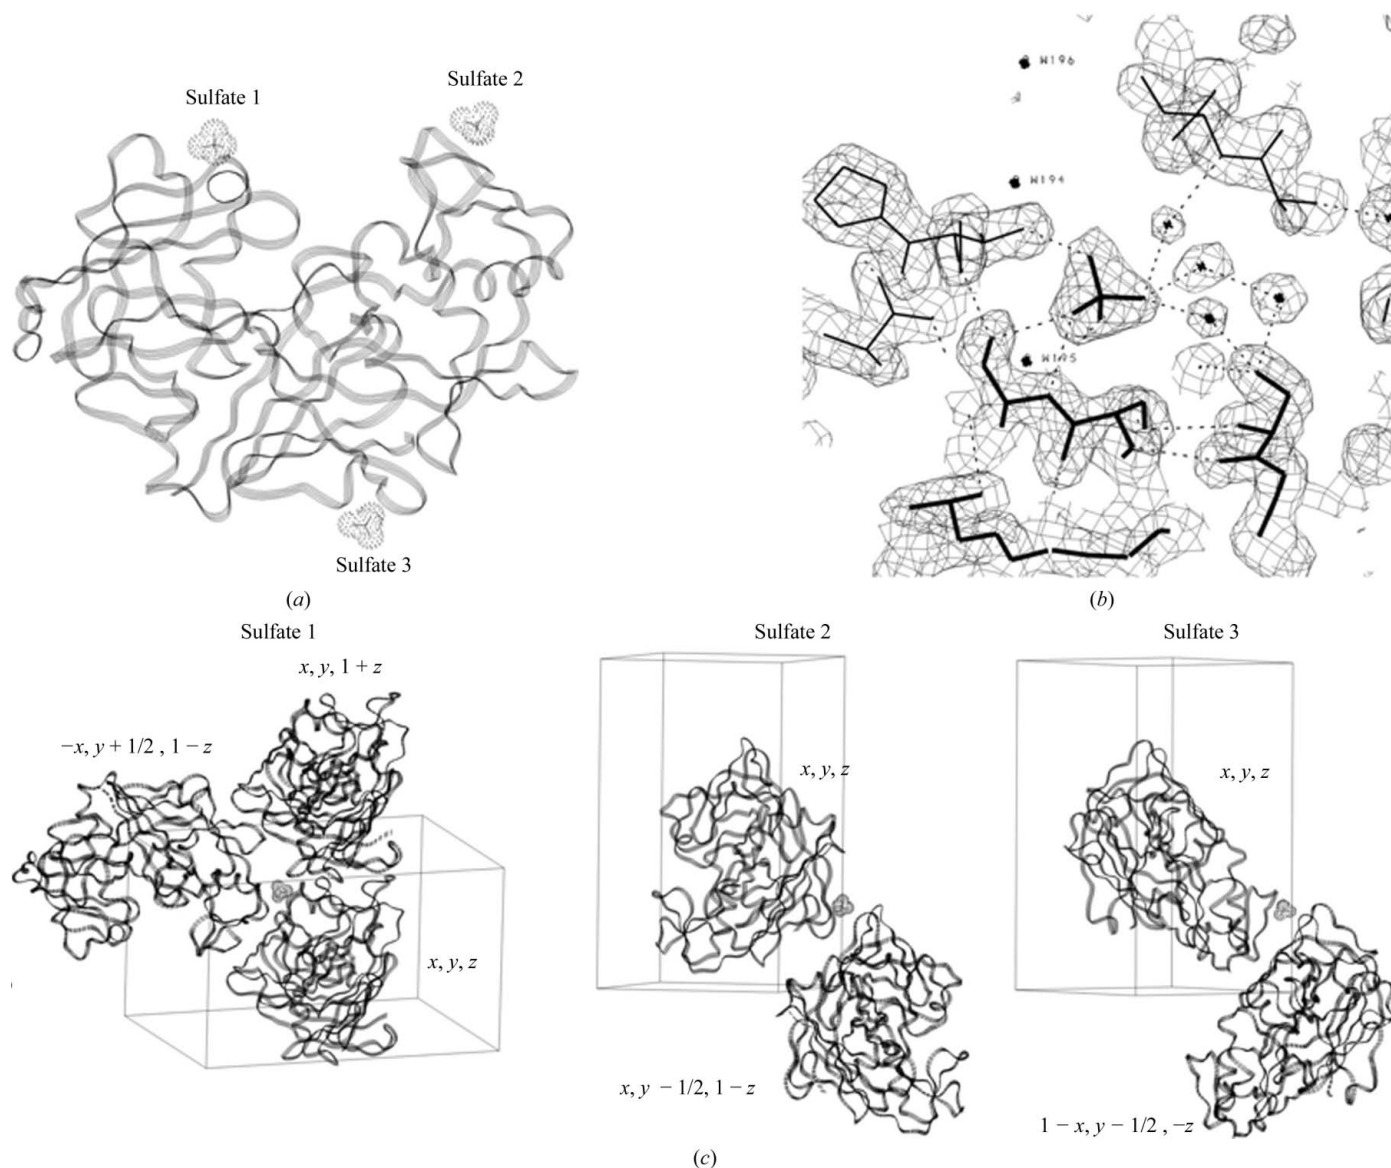 Sulfate 1
Sulfate 2
Sulfate 3
(a)
W196
W194
W195
(b)
Sulfate 1
x, y, 1 + z
−x, y + 1/2 , 1 − z
x, y, z
Sulfate 2
x, y, z
x, y − 1/2, 1 − z
Sulfate 3
x, y, z
1 − x, y − 1/2 , −z
(c)